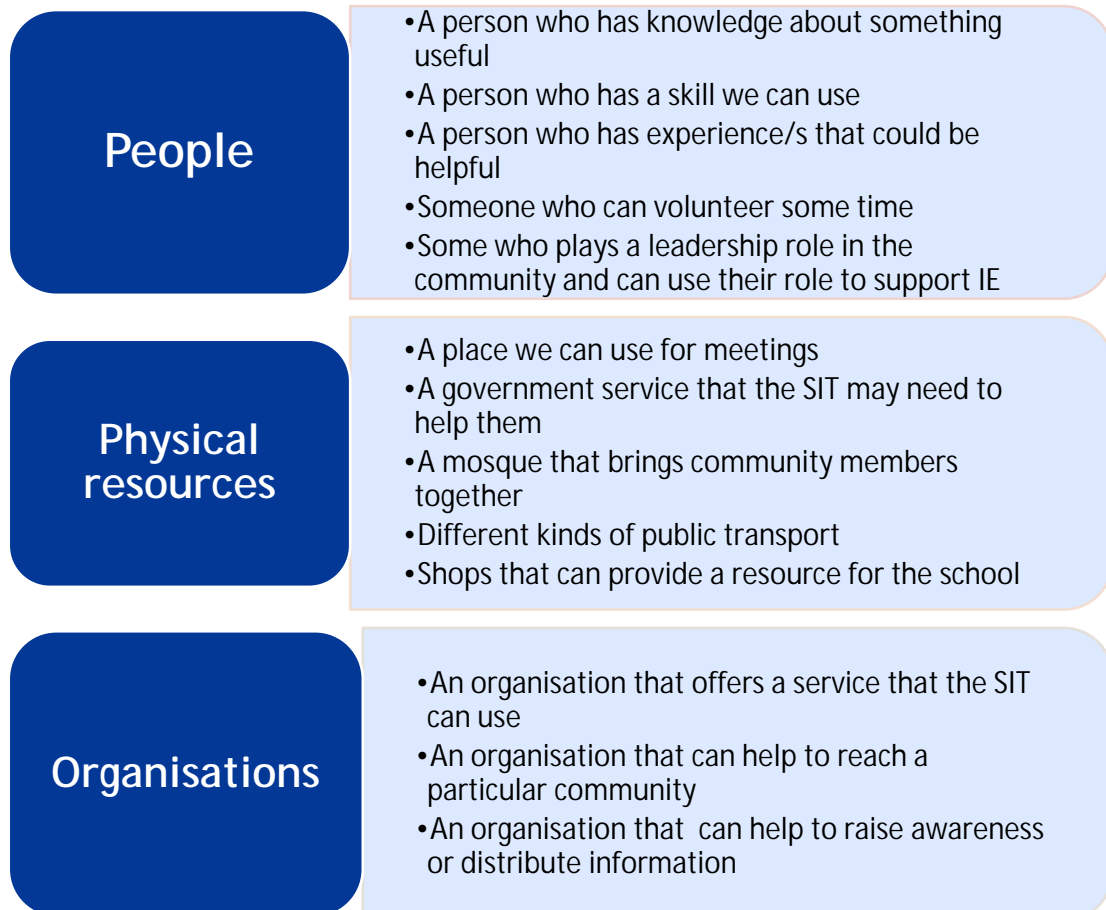 People
•A person who has knowledge about something
useful
•A person who has a skill we can use
•A person who has experience/s that could be
helpful
•Someone who can volunteer some time
•Some who plays a leadership role in the
community and can use their role to support IE
Physical
resources
•A place we can use for meetings
•A government service that the SIT may need to
help them
•A mosque that brings community members
together
•Different kinds of public transport
•Shops that can provide a resource for the school
Organisations
•An organisation that offers a service that the SIT
can use
•An organisation that can help to reach a
particular community
•An organisation that  can help to raise awareness
or distribute information